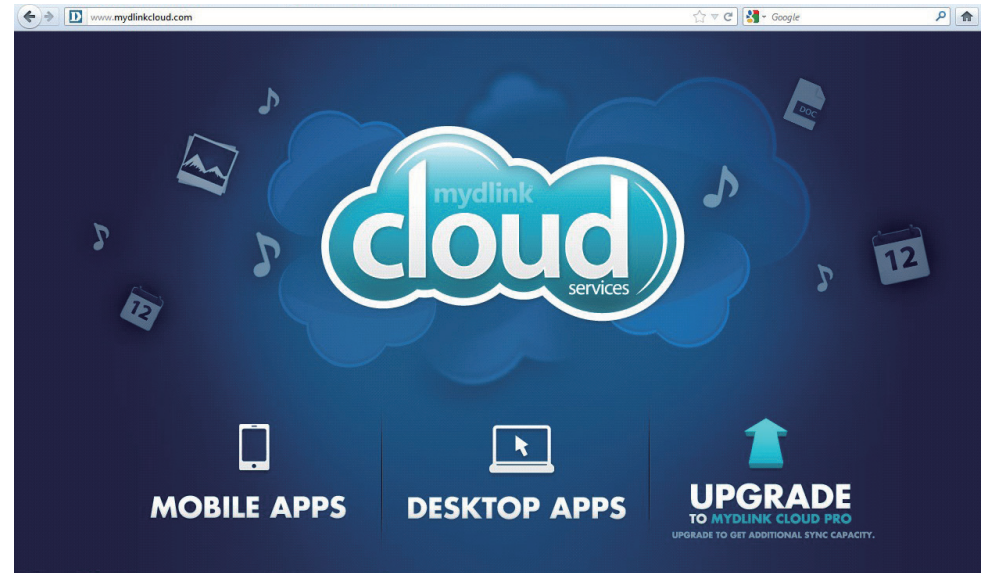 www.mydlinkcloud.com
Google
DOC
mydlink
cloud
services
12
12
MOBILE APPS
DESKTOP APPS
UPGRADE
TO MYDLINK CLOUD PRO
UPGRADE TO GET ADDITIONAL SYNC CAPACITY.